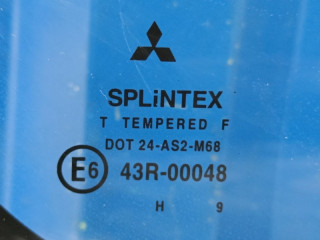 SPLiNTEX
T TEMPERED F
DOT 24-AS2-M68
E6 43R-00048
H 9